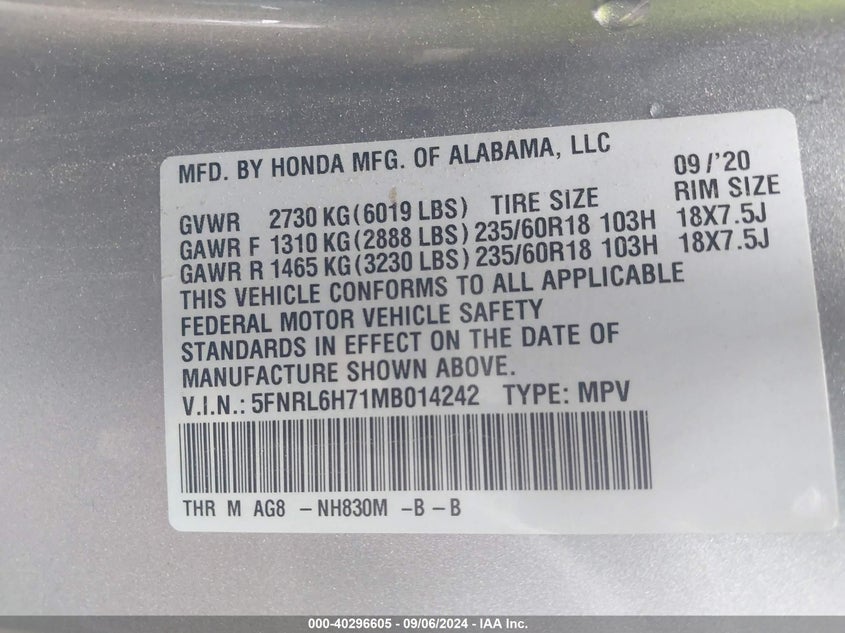 MFD. BY HONDA MFG. OF ALABAMA, LLC 09/'20
GVWR 2730 KG(6019 LBS) TIRE SIZE RIM SIZE
GAWR F 1310 KG(2888 LBS) 235/60R18 103H 18X7.5J
GAWR R 1465 KG(3230 LBS) 235/60R18 103H 18X7.5J
THIS VEHICLE CONFORMS TO ALL APPLICABLE
FEDERAL MOTOR VEHICLE SAFETY
STANDARDS IN EFFECT ON THE DATE OF
MANUFACTURE SHOWN ABOVE.
V.I.N.: 5FNRL6H71MB014242 TYPE: MPV
THR M AG8 -NH830M -B -B
000-40296605 - 09/06/2024 - IAA Inc.